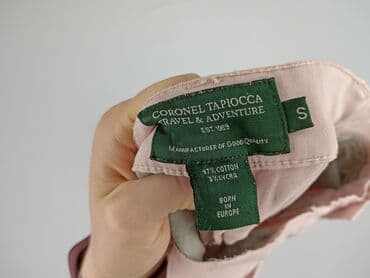 CORONEL TAPIOCCA
TRAVEL & ADVENTURE
EST. 1989
MANUFACTURER OF GOOD QUALITY
S
97% COTTON
3% LYCRA
BORN
IN
EUROPE